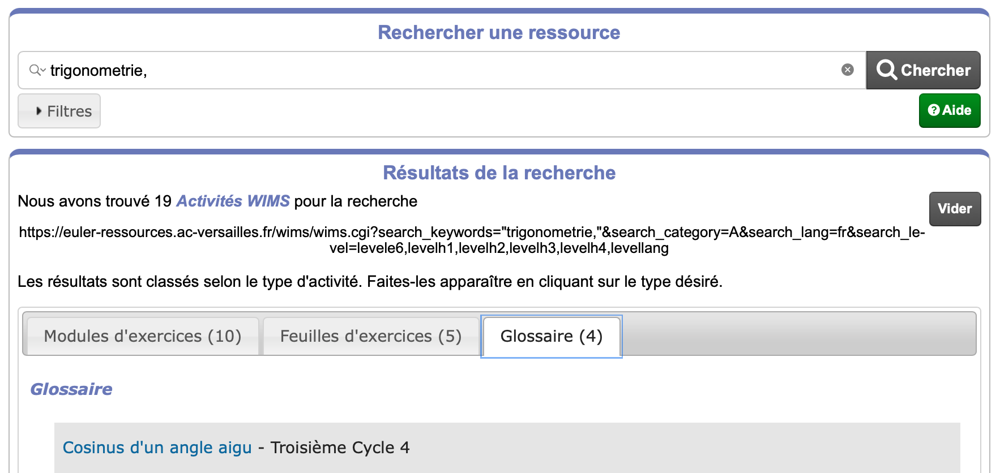 Rechercher une ressource
trigonometrie,
Chercher
Filtres
Aide
Résultats de la recherche
Nous avons trouvé 19 Activités WIMS pour la recherche
Vider
https://euler-ressources.ac-versailles.fr/wims/wims.cgi?search_keywords="trigonometrie,"&search_category=A&search_lang=fr&search_le-
vel=levele6,levelh1,levelh2,levelh3,levelh4,levellang
Les résultats sont classés selon le type d'activité. Faites-les apparaître en cliquant sur le type désiré.
Modules d'exercices (10)
Feuilles d'exercices (5)
Glossaire (4)
Glossaire
Cosinus d'un angle aigu - Troisième Cycle 4